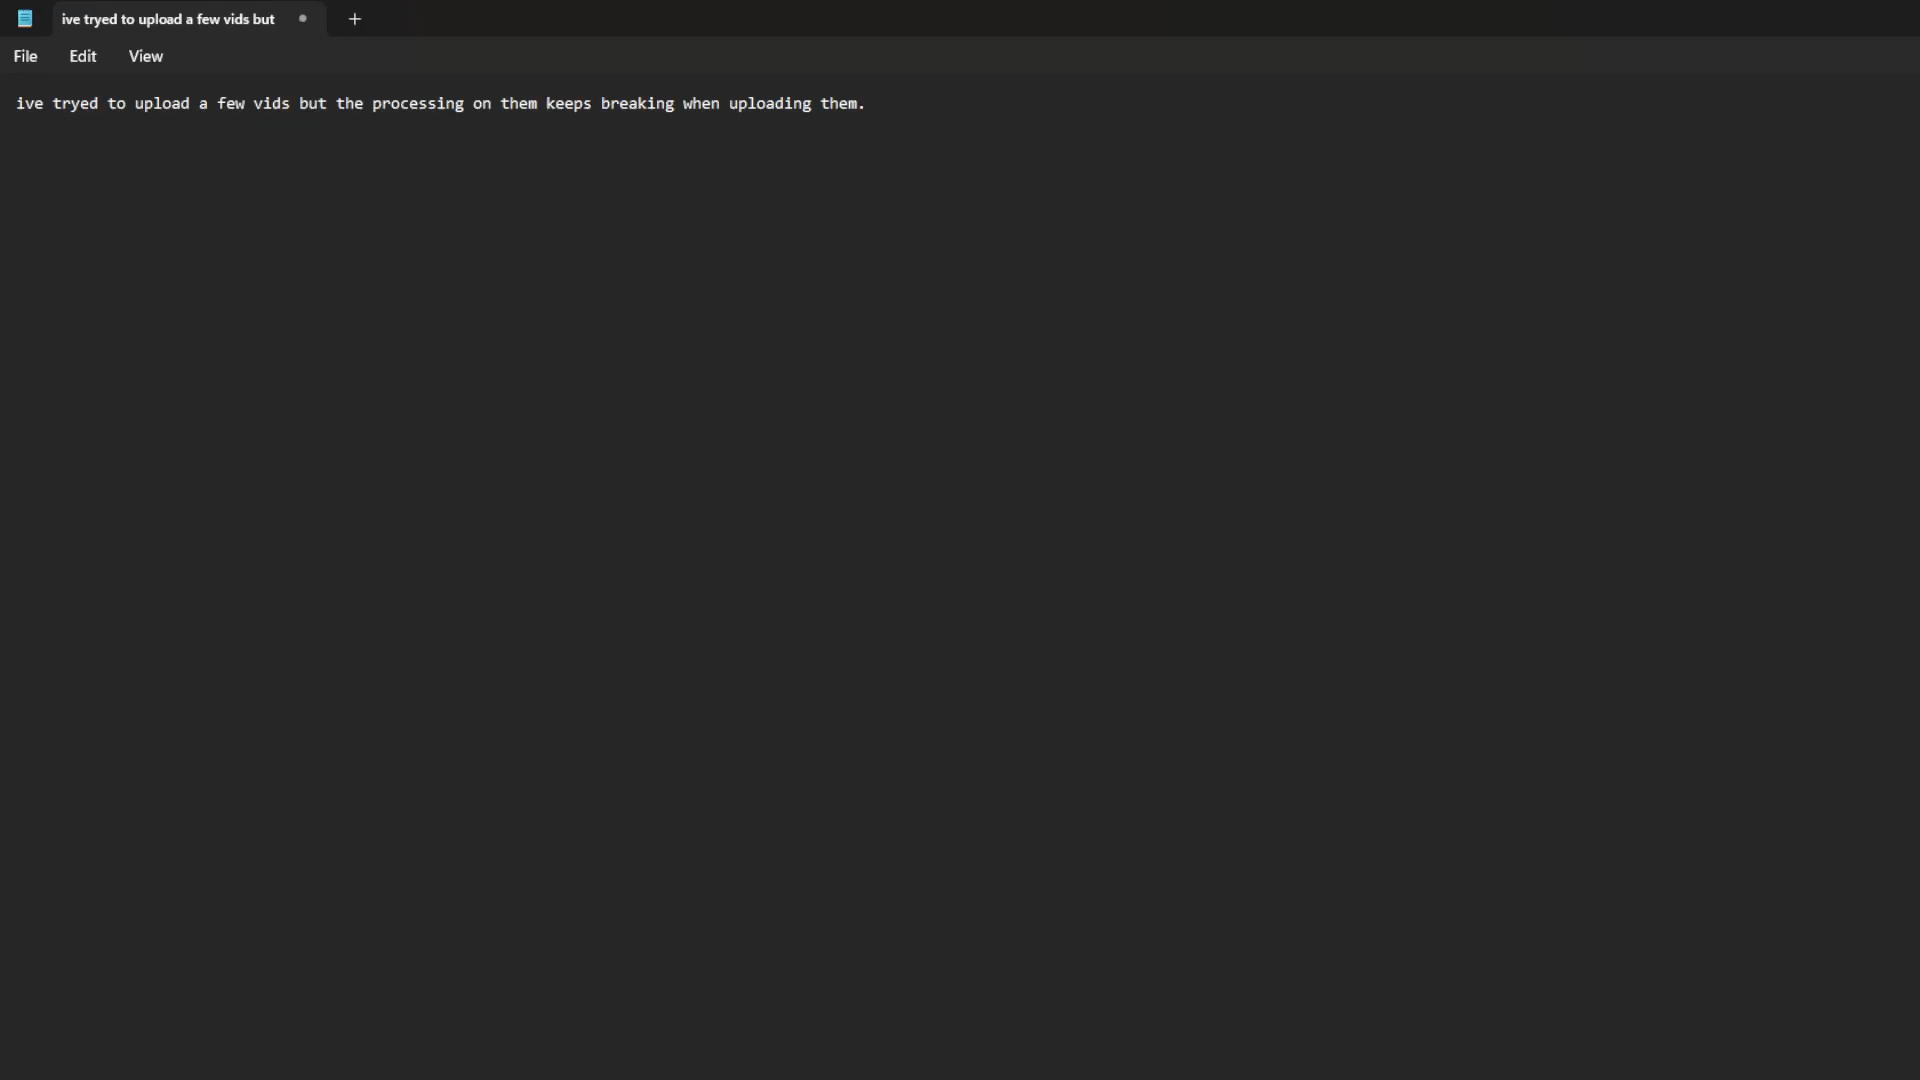 ive tryed to upload a few vids but
File Edit View
ive tryed to upload a few vids but the processing on them keeps breaking when uploading them.